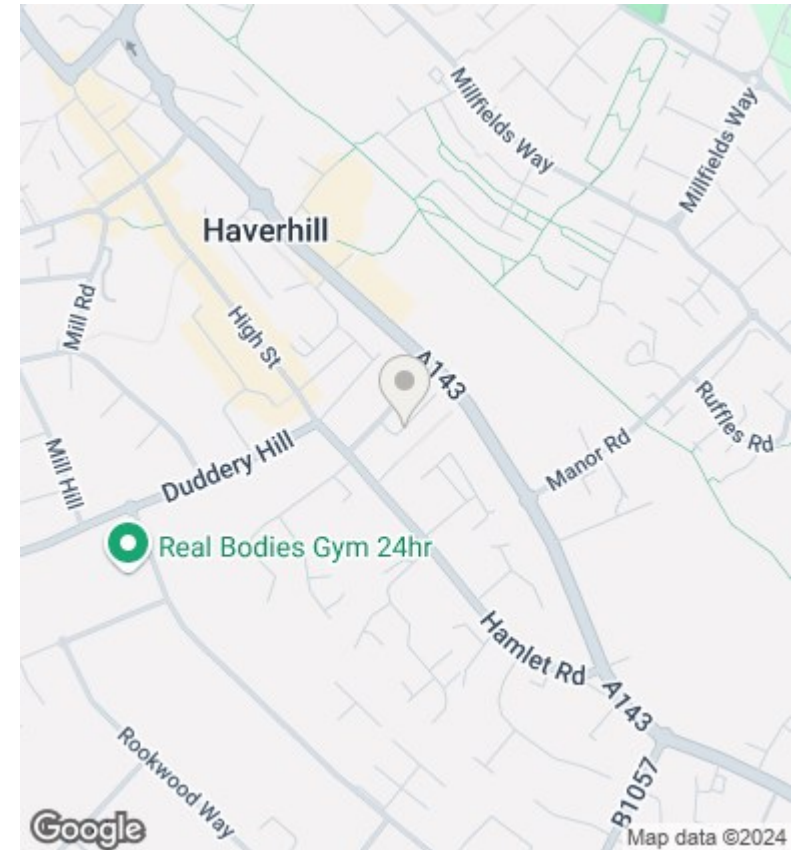 Millfields Way
Millfields Way
Haverhill
Mill Rd
High St
A143
Ruffles Rd
Mill Hill
Duddery Hill
Manor Rd
Real Bodies Gym 24hr
Hamlet Rd
A143
Rookwood Way
B1057
Google
Map data ©2024